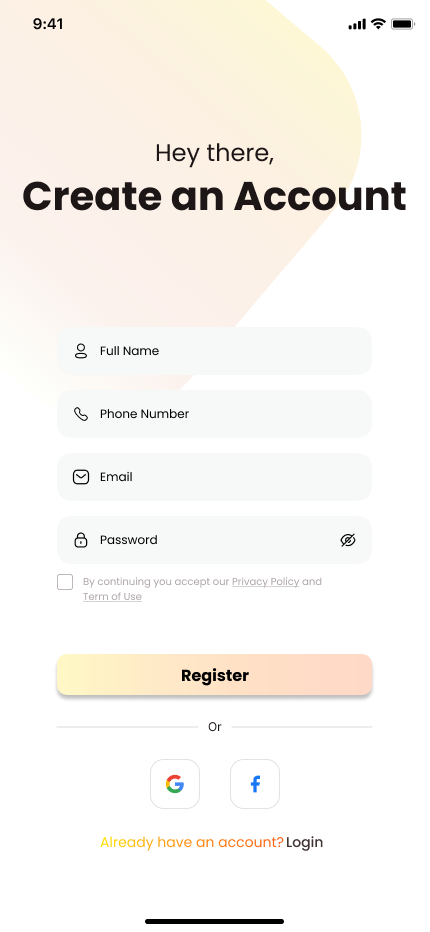 9:41
Hey there,
Create an Account
Full Name
Phone Number
Email
Password
By continuing you accept our Privacy Policy and
Term of Use
Register
Or
Already have an account? Login